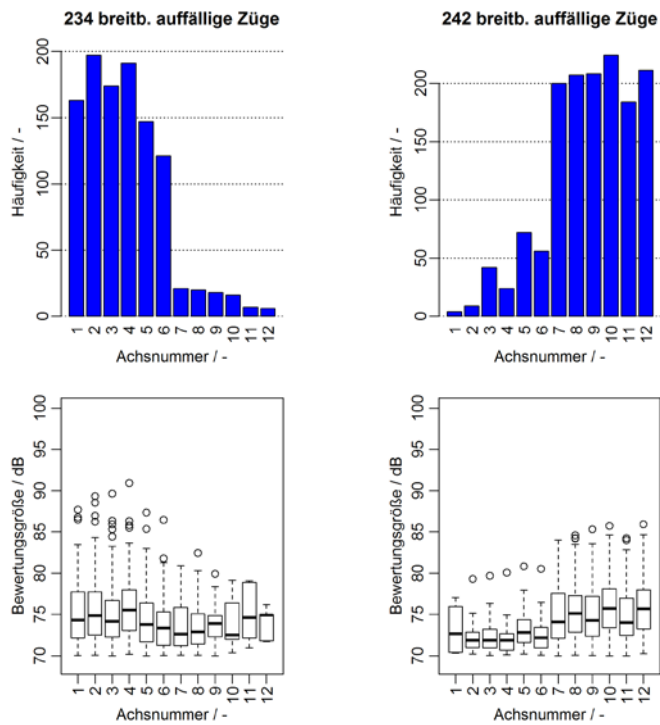 234 breitb. auffällige Züge
Häufigkeit / -
200
150
100
50
0
1 2 3 4 5 6 7 8 9 10 11 12
Achsnummer / -
242 breitb. auffällige Züge
Häufigkeit / -
200
150
100
50
0
1 2 3 4 5 6 7 8 9 10 11 12
Achsnummer / -
Bewertungsgröße / dB
100
95
90
85
80
75
70
1 2 3 4 5 6 7 8 9 10 11 12
Achsnummer / -
Bewertungsgröße / dB
100
95
90
85
80
75
70
1 2 3 4 5 6 7 8 9 10 11 12
Achsnummer / -